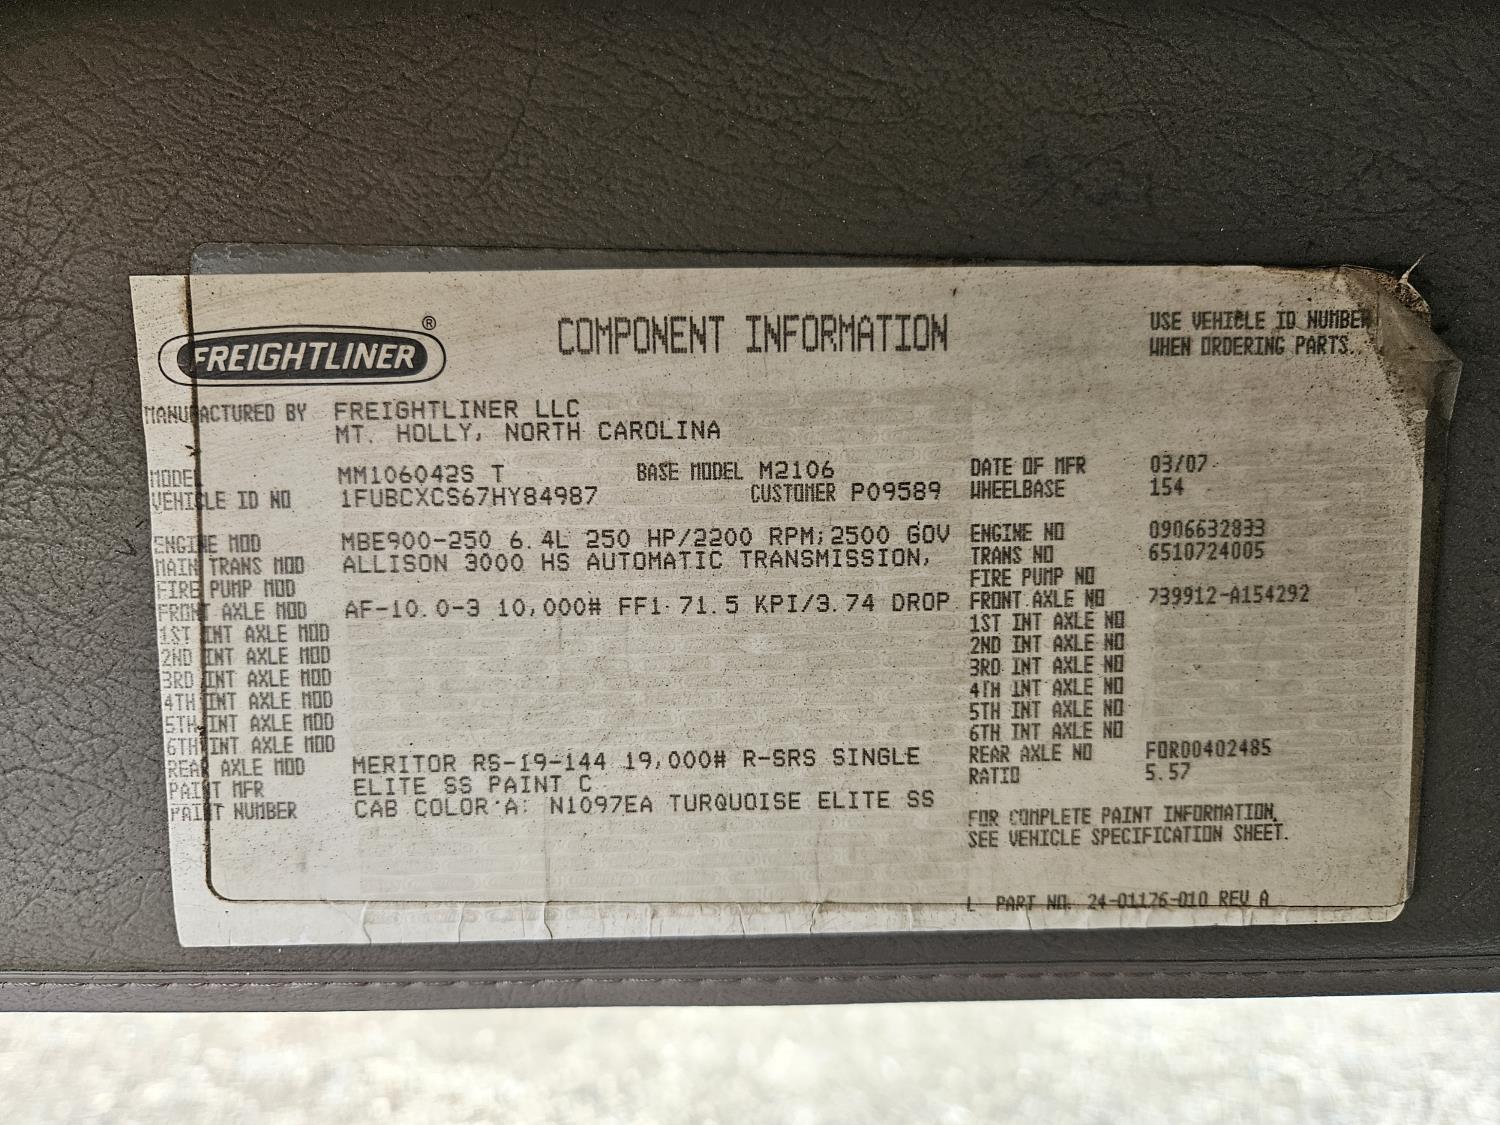 FREIGHTLINER ®
COMPONENT INFORMATION
USE VEHICLE ID NUMBER
WHEN ORDERING PARTS.
MANUFACTURED BY FREIGHTLINER LLC
MT. HOLLY, NORTH CAROLINA
MODEL MM106042S T BASE MODEL M2106 DATE OF MFR 03/07
VEHICLE ID NO 1FUBCXCS67HY84987 CUSTOMER P09589 WHEELBASE 154
ENGINE MOD MBE900-250 6.4L 250 HP/2200 RPM;2500 GOV ENGINE NO 0906632833
MAIN TRANS MOD ALLISON 3000 HS AUTOMATIC TRANSMISSION, TRANS NO 6510724005
FIRE PUMP MOD FIRE PUMP NO
FRONT AXLE MOD AF-10.0-3 10,000# FF1 71.5 KPI/3.74 DROP FRONT AXLE NO 739912-A154292
1ST INT AXLE MOD 1ST INT AXLE NO
2ND INT AXLE MOD 2ND INT AXLE NO
3RD INT AXLE MOD 3RD INT AXLE NO
4TH INT AXLE MOD 4TH INT AXLE NO
5TH INT AXLE MOD 5TH INT AXLE NO
6TH INT AXLE MOD 6TH INT AXLE NO
REAR AXLE MOD MERITOR RS-19-144 19,000# R-SRS SINGLE REAR AXLE NO FOR00402485
PAINT MFR ELITE SS PAINT C RATIO 5.57
PAINT NUMBER CAB COLOR A: N1097EA TURQUOISE ELITE SS
FOR COMPLETE PAINT INFORMATION,
SEE VEHICLE SPECIFICATION SHEET.
L PART NO. 24-01176-010 REV A